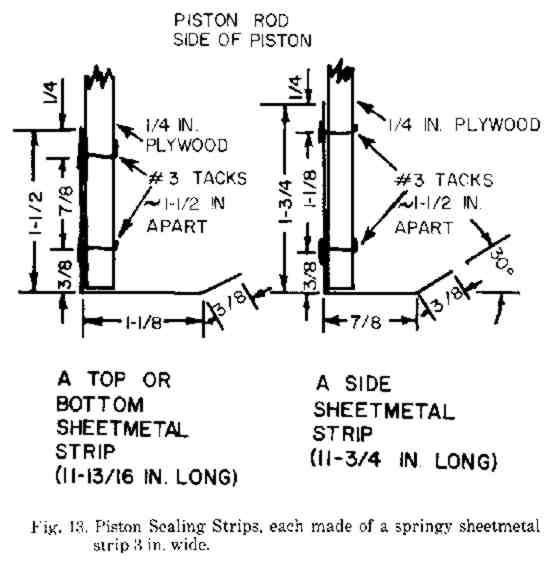 PISTON ROD
SIDE OF PISTON
1/4
1/4 IN.
PLYWOOD
#3 TACKS
~1-1/2 IN
APART
1-1/2
7/8
3/8
1-1/8
3/8
A TOP OR
BOTTOM
SHEETMETAL
STRIP
(11-13/16 IN. LONG)
1/4
1/4 IN. PLYWOOD
#3 TACKS
~1-1/2 IN.
APART
1-3/4
1-1/8
3/8
7/8
3/8
30°
A SIDE
SHEETMETAL
STRIP
(11-3/4 IN. LONG)
Fig. 13. Piston Sealing Strips, each made of a springy sheetmetal
strip 3 in. wide.